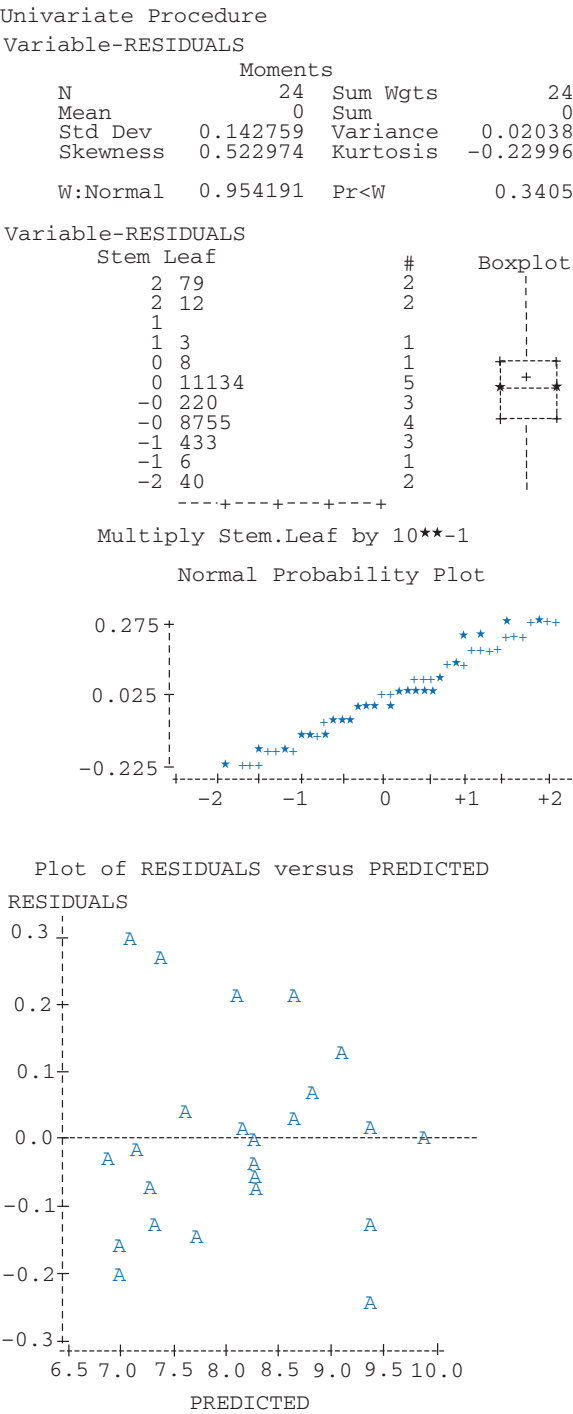 Univariate Procedure
Variable-RESIDUALS
Moments
N 24 Sum Wgts 24
Mean 0 Sum 0
Std Dev 0.142759 Variance 0.02038
Skewness 0.522974 Kurtosis -0.22996
W:Normal 0.954191 Pr<W 0.3405
Variable-RESIDUALS
Stem Leaf # Boxplot
2 79 2
2 12 2
1
1 3 1
0 8 1
0 11134 5
-0 220 3
-0 8755 4
-1 433 3
-1 6 1
-2 40 2
----+---+---+---+
Multiply Stem.Leaf by 10★★-1
Normal Probability Plot
0.275
0.025
-0.225
-2 -1 0 +1 +2
Plot of RESIDUALS versus PREDICTED
RESIDUALS
0.3
0.2
0.1
0.0
-0.1
-0.2
-0.3
6.5 7.0 7.5 8.0 8.5 9.0 9.5 10.0
PREDICTED